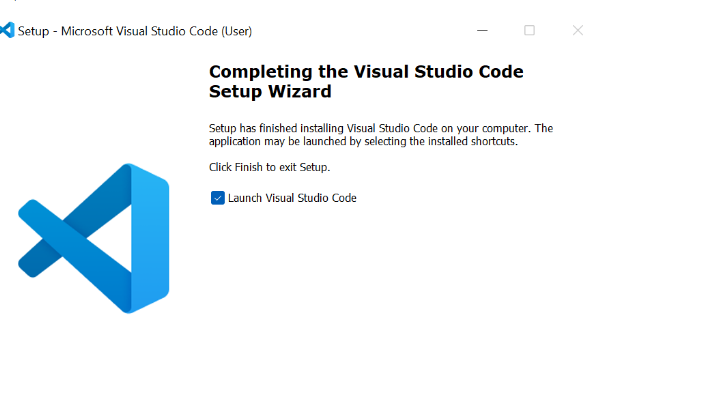 Setup - Microsoft Visual Studio Code (User)
Completing the Visual Studio Code
Setup Wizard
Setup has finished installing Visual Studio Code on your computer. The
application may be launched by selecting the installed shortcuts.
Click Finish to exit Setup.
Launch Visual Studio Code